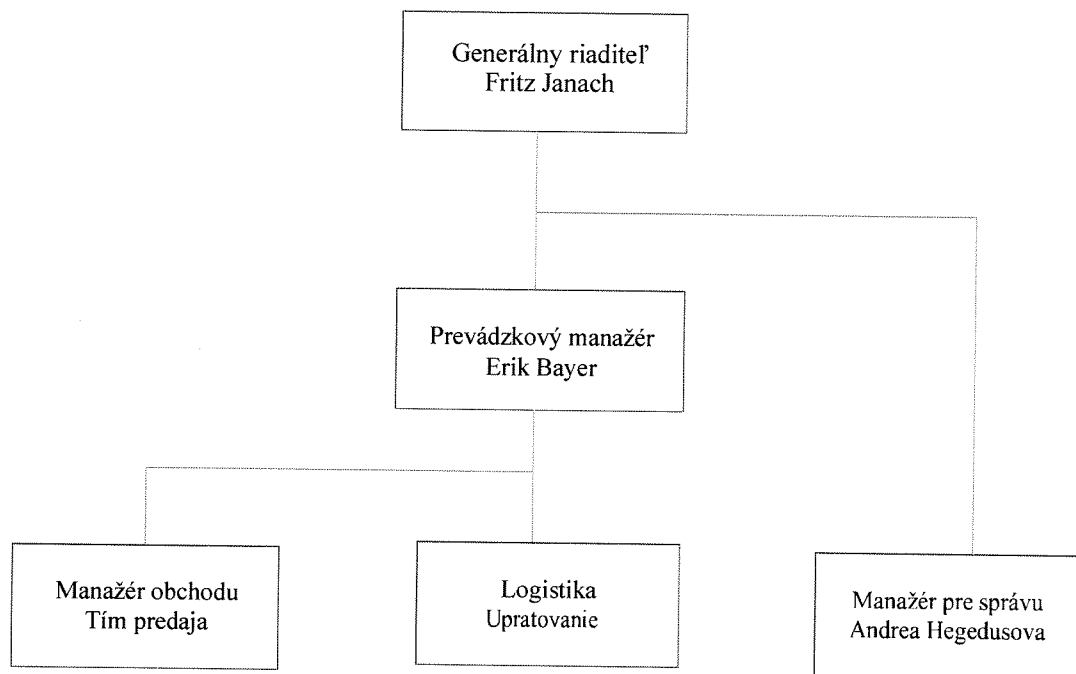 Generálny riaditeľ
Fritz Janach
Prevádzkový manažér
Erik Bayer
Manažér obchodu
Tím predaja
Logistika
Upratovanie
Manažér pre správu
Andrea Hegedusova